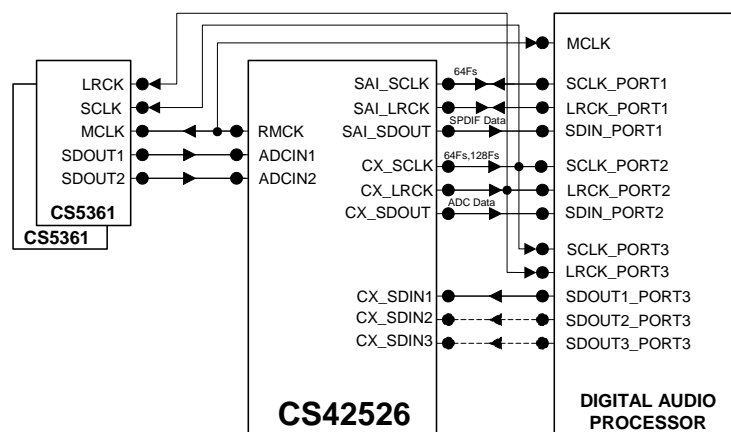 MCLK
LRCK
SCLK
MCLK
SDOUT1
SDOUT2
CS5361
CS5361
RMCK
ADCIN1
ADCIN2
SAI_SCLK
SAI_LRCK
SAI_SDOUT
CX_SCLK
CX_LRCK
CX_SDOUT
CX_SDIN1
CX_SDIN2
CX_SDIN3
CS42526
64Fs
SPDIF Data
64Fs,128Fs
ADC Data
SCLK_PORT1
LRCK_PORT1
SDIN_PORT1
SCLK_PORT2
LRCK_PORT2
SDIN_PORT2
SCLK_PORT3
LRCK_PORT3
SDOUT1_PORT3
SDOUT2_PORT3
SDOUT3_PORT3
DIGITAL AUDIO
PROCESSOR